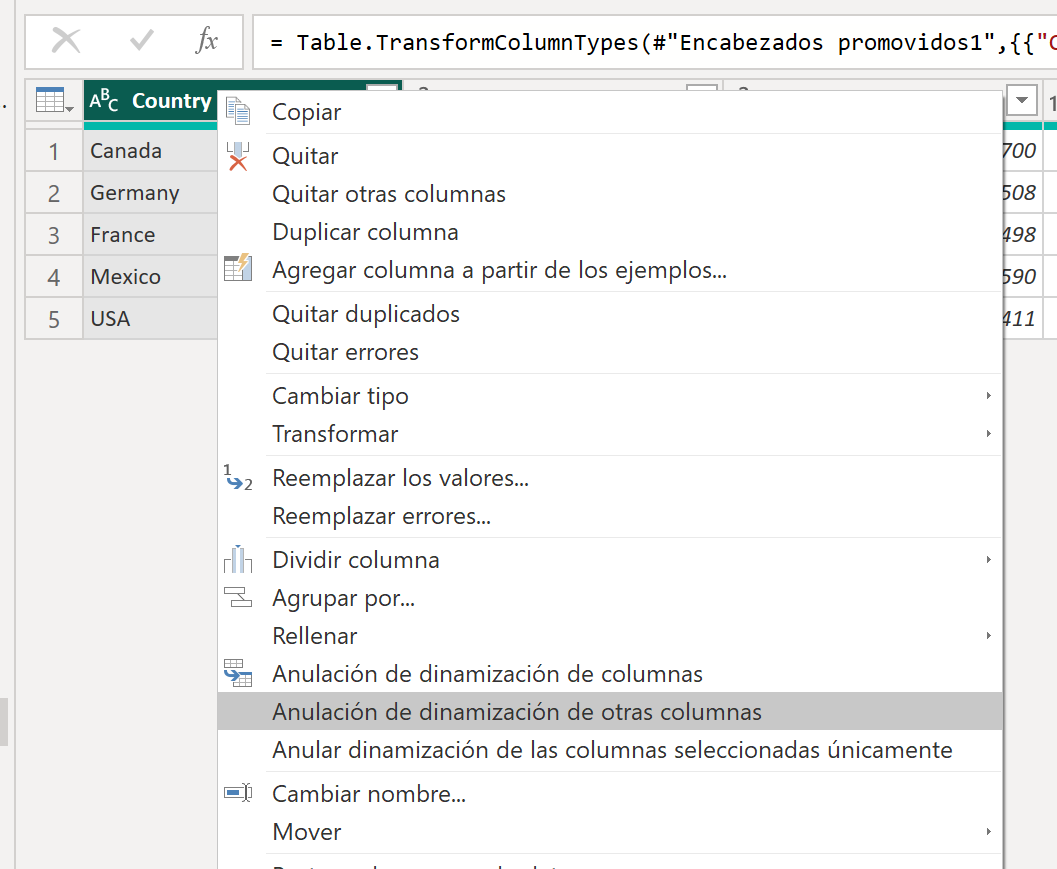 fx
= Table.TransformColumnTypes(#"Encabezados promovidos1",{{"C
ABC Country
1 Canada 700
2 Germany 508
3 France 498
4 Mexico 590
5 USA 411
Copiar
Quitar
Quitar otras columnas
Duplicar columna
Agregar columna a partir de los ejemplos...
Quitar duplicados
Quitar errores
Cambiar tipo
Transformar
1 2 Reemplazar los valores...
Reemplazar errores...
Dividir columna
Agrupar por...
Rellenar
Anulación de dinamización de columnas
Anulación de dinamización de otras columnas
Anular dinamización de las columnas seleccionadas únicamente
Cambiar nombre...
Mover